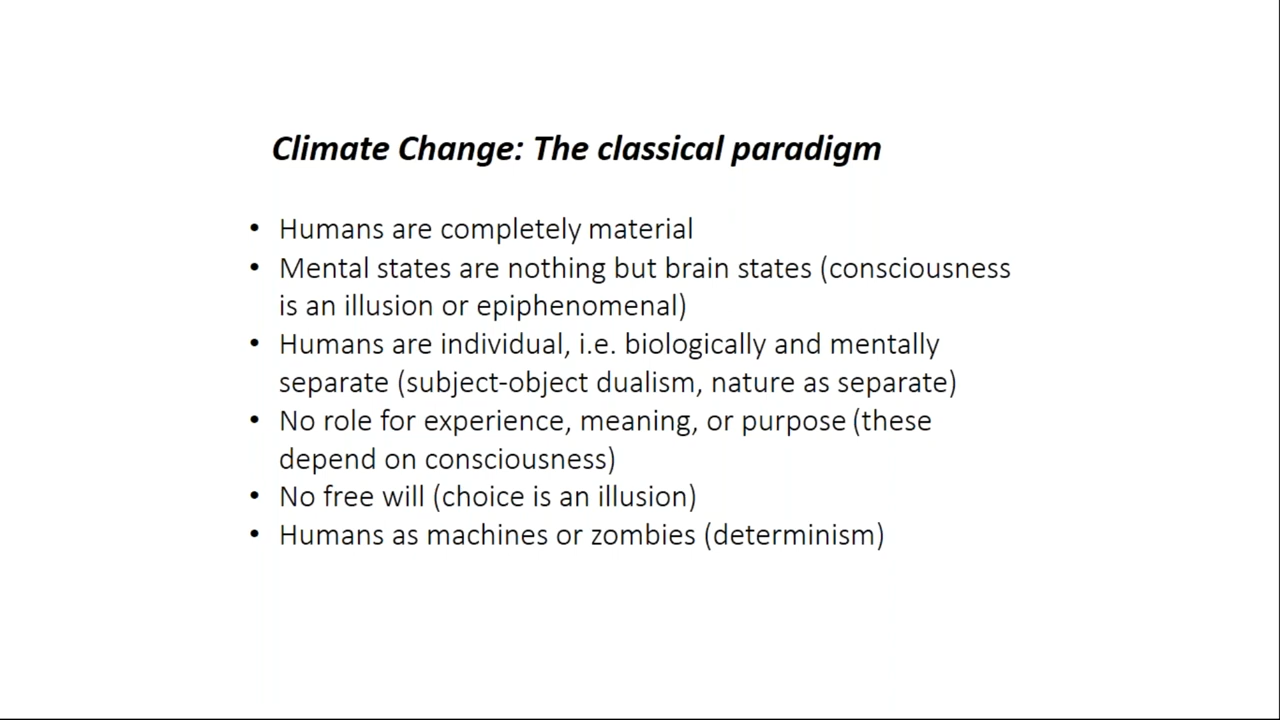 Climate Change: The classical paradigm
• Humans are completely material
• Mental states are nothing but brain states (consciousness
is an illusion or epiphenomenal)
• Humans are individual, i.e. biologically and mentally
separate (subject-object dualism, nature as separate)
• No role for experience, meaning, or purpose (these
depend on consciousness)
• No free will (choice is an illusion)
• Humans as machines or zombies (determinism)